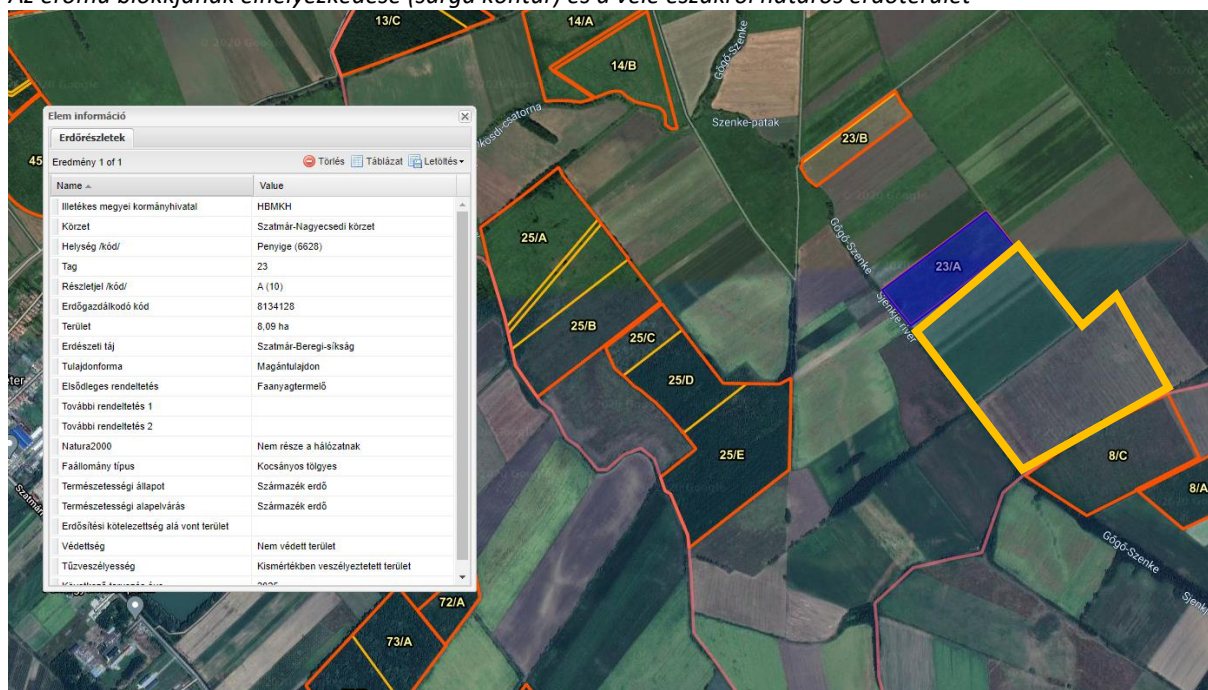 Az erőmű blokkjának elhelyezkedése (sárga kontúr) és a vele északról határos erdőterület
13/C
14/A
14/B
Gőgő-Szenke
Szenke-patak
23/B
45
Elem információ
Erdőrészletek
Eredmény 1 of 1 Törlés Táblázat Letöltés
Name Value
Illetékes megyei kormányhivatal HBMKH
Körzet Szatmár-Nagyecsedi körzet
Helység /kód/ Penyige (6628)
Tag 23
Részletjel /kód/ A (10)
Erdőgazdálkodó kód 8134128
Terület 8,09 ha
Erdészeti táj Szatmár-Beregi-síkság
Tulajdonforma Magántulajdon
Elsődleges rendeltetés Faanyagtermelő
További rendeltetés 1
További rendeltetés 2
Natura2000 Nem része a hálózatnak
Faállomány típus Kocsányos tölgyes
Természetességi állapot Származék erdő
Természetességi alapelvárás Származék erdő
Erdősítési kötelezettség alá vont terület
Védettség Nem védett terület
Tűzveszélyesség Kismértékben veszélyeztetett terület
25/A
Gőgő-Szenke
23/A
Sjenkje river
25/B
25/C
25/D
25/E
8/C
8/A
Gőgő-Szenke
72/A
73/A